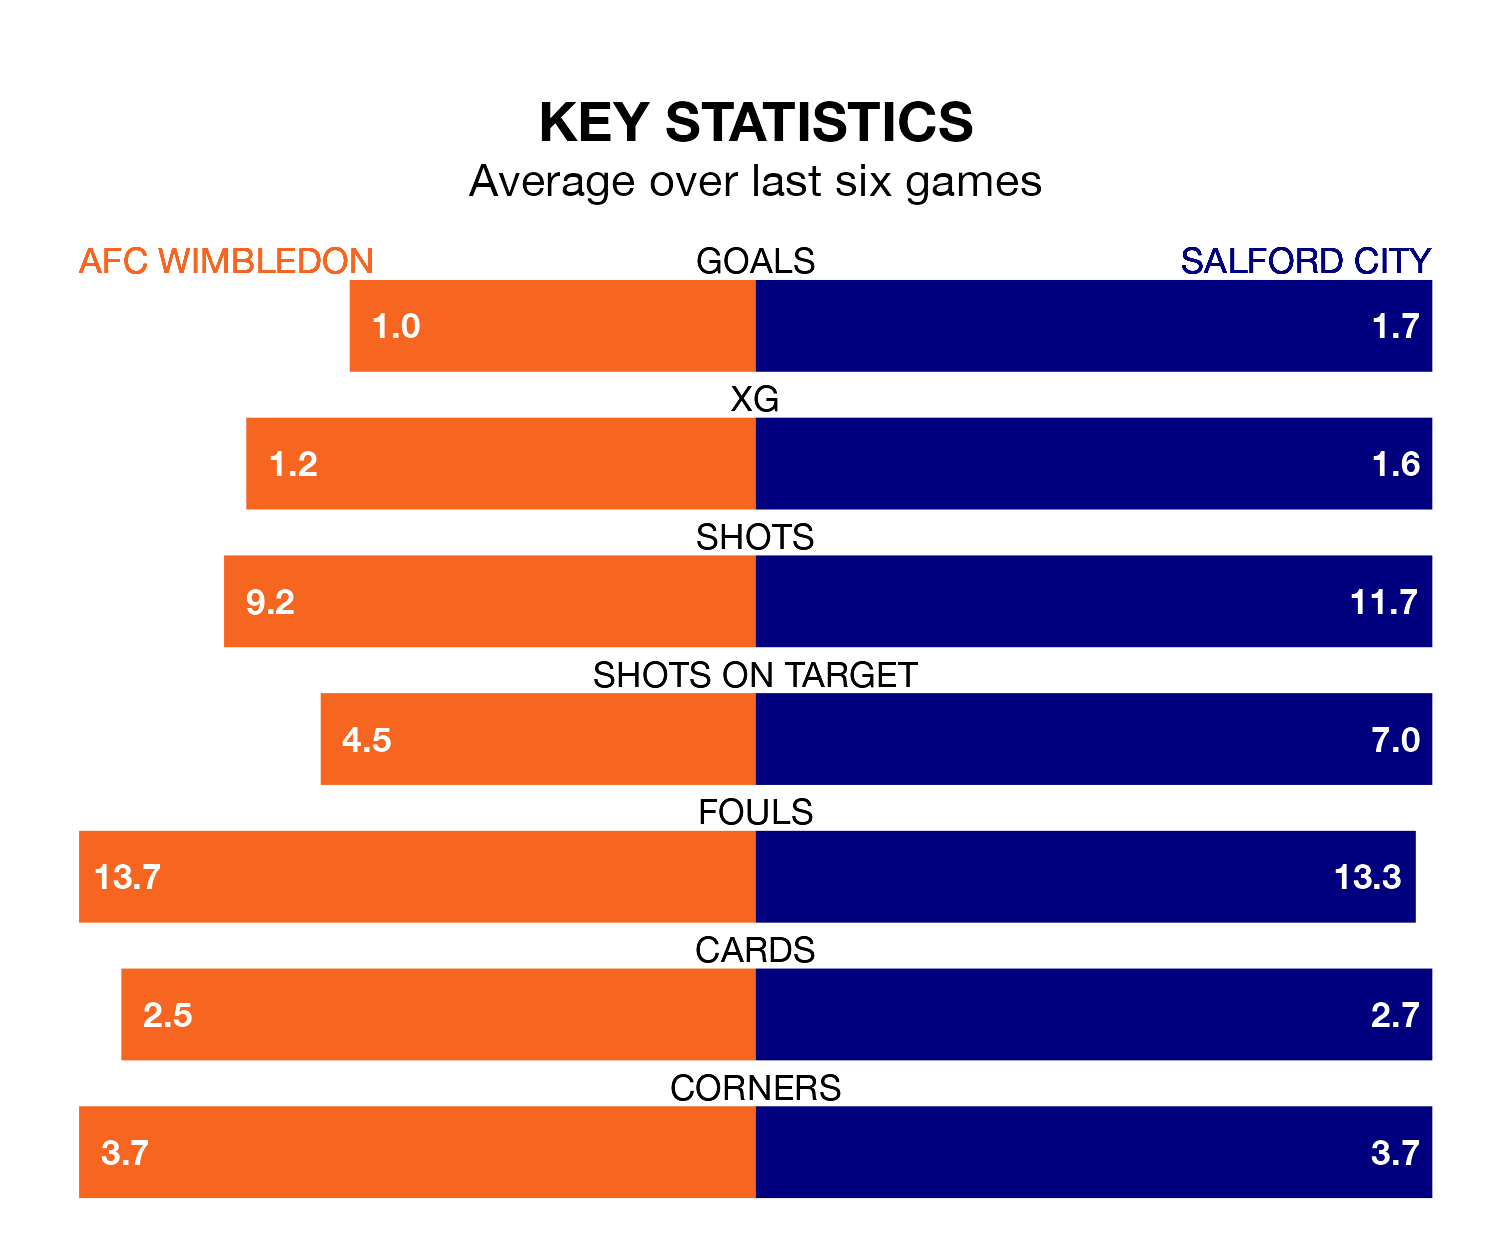 KEY STATISTICS
Average over last six games
AFC WIMBLEDON GOALS SALFORD CITY
1.0 1.7
XG
1.2 1.6
SHOTS
9.2 11.7
SHOTS ON TARGET
4.5 7.0
FOULS
13.7 13.3
CARDS
2.5 2.7
CORNERS
3.7 3.7